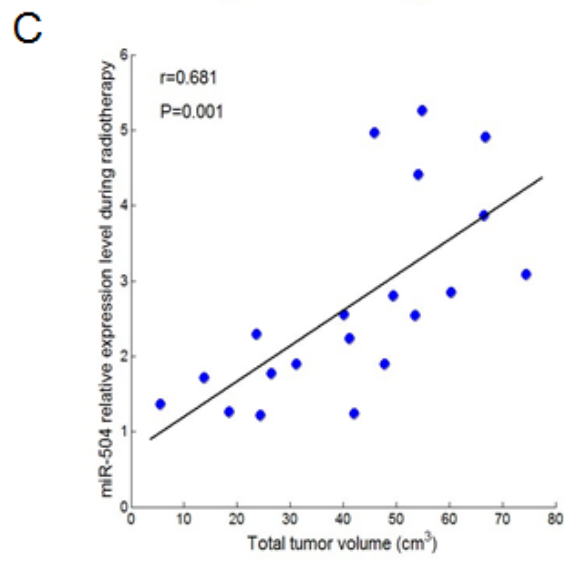 C
r=0.681
P=0.001
miR-504 relative expression level during radiotherapy
6
5
4
3
2
1
0
0 10 20 30 40 50 60 70 80
Total tumor volume (cm³)